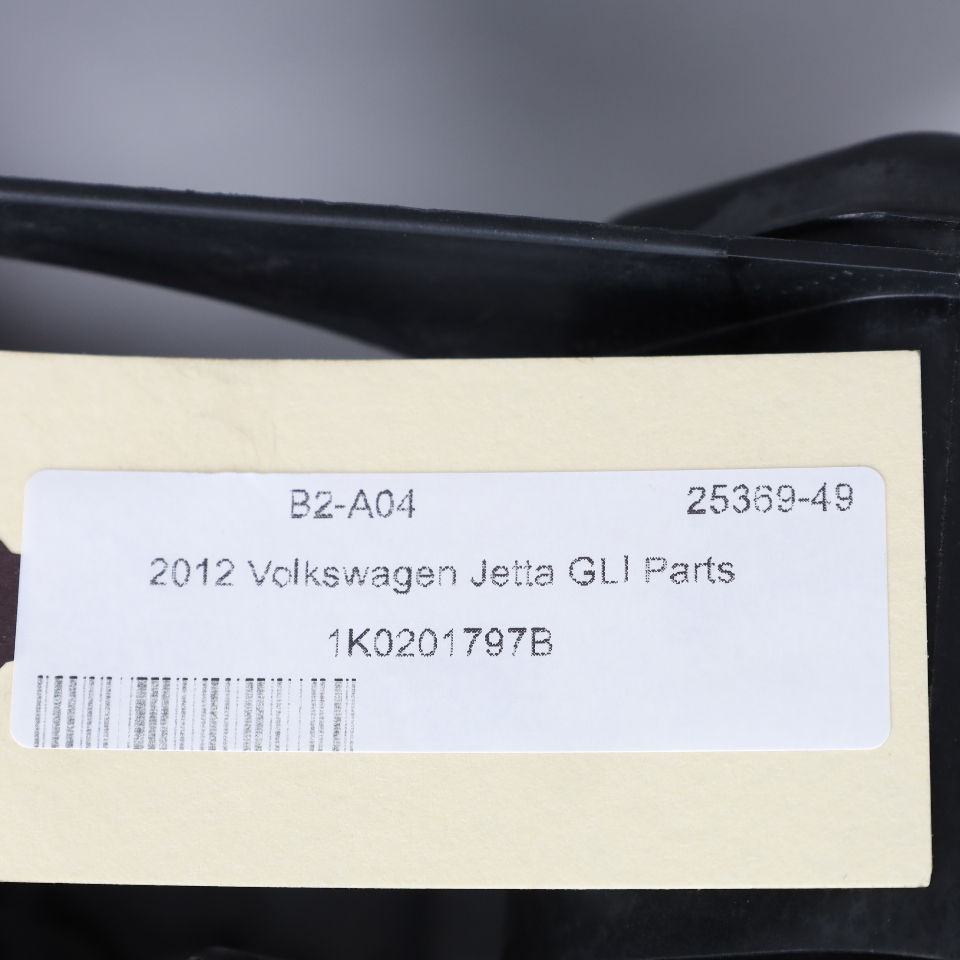 B2-A04 25369-49
2012 Volkswagen Jetta GLI Parts
1K0201797B